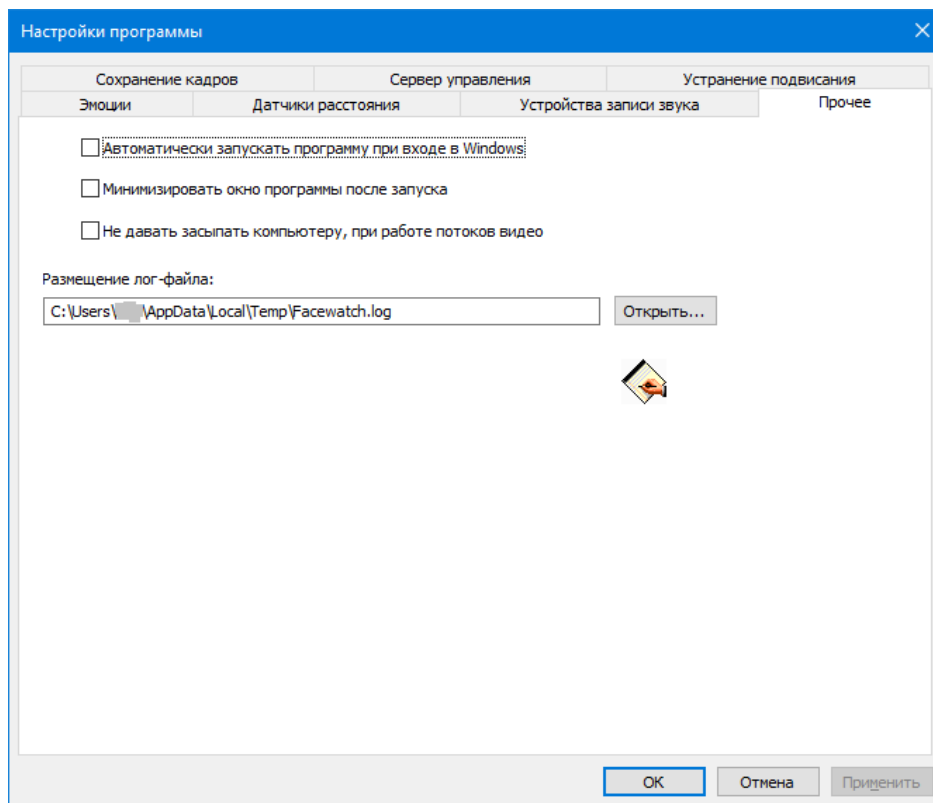 Настройки программы
Сохранение кадров Сервер управления Устранение подвисания
Эмоции Датчики расстояния Устройства записи звука Прочее
Автоматически запускать программу при входе в Windows
Минимизировать окно программы после запуска
Не давать засыпать компьютеру, при работе потоков видео
Размещение лог-файла:
C:\Users\ \AppData\Local\Temp\Facewatch.log Открыть...
OK Отмена Применить